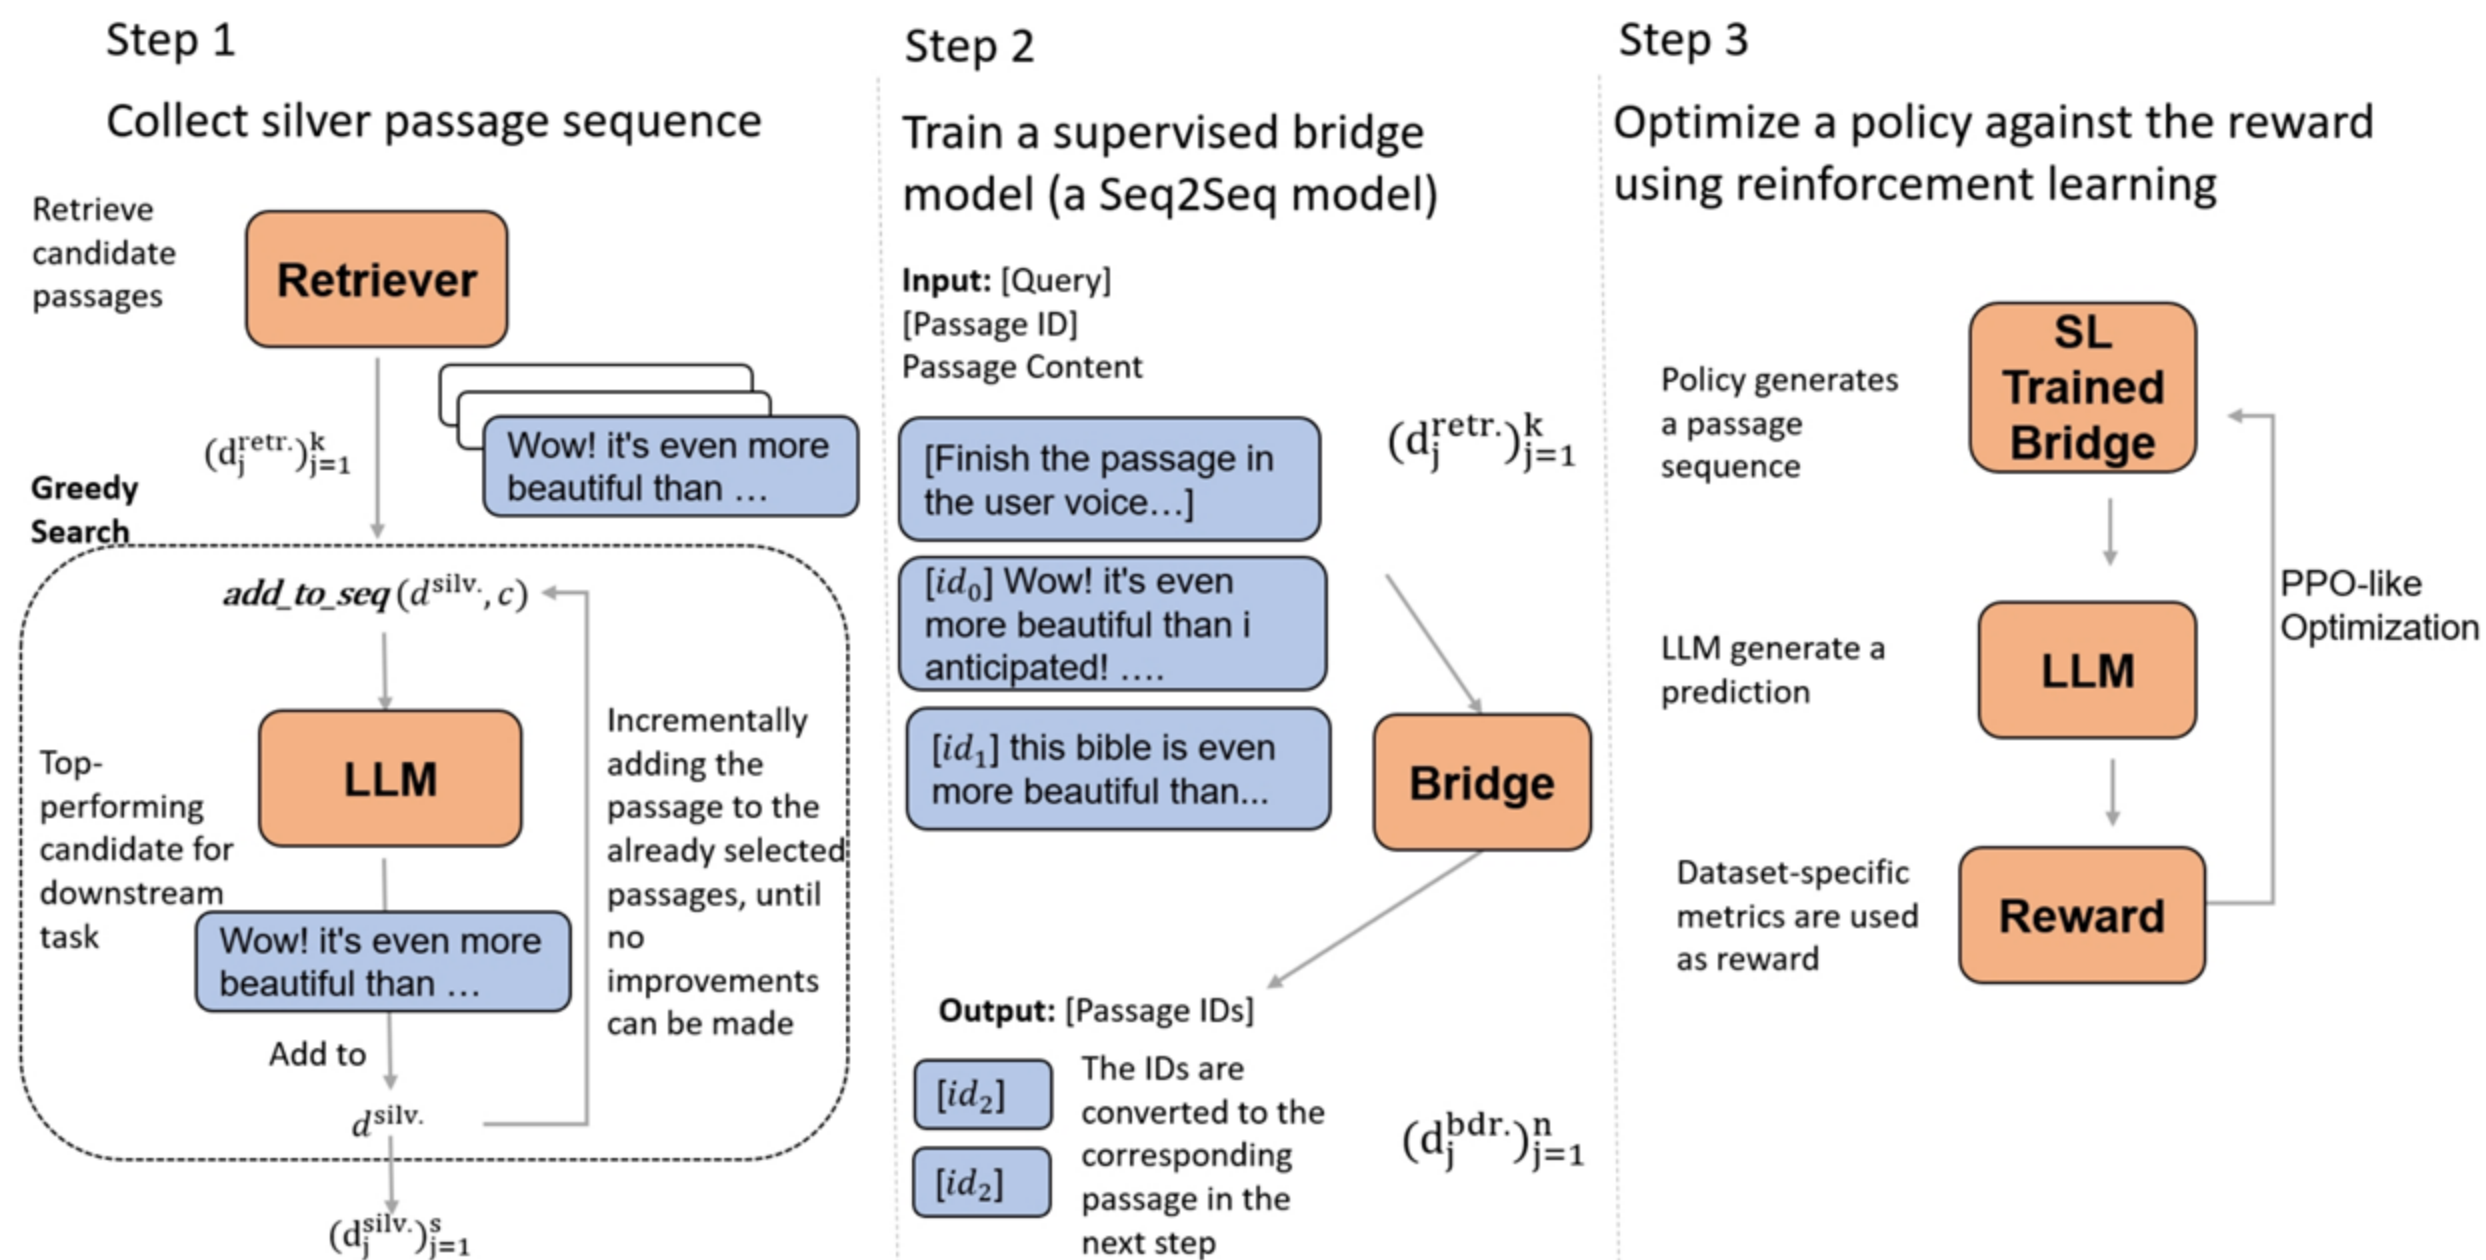 Step 1
Collect silver passage sequence
Retrieve
candidate
passages
Retriever
(d_j^{retr.})_{j=1}^{k}
Wow! it's even more
beautiful than …
Greedy
Search
add_to_seq(d^{silv.}, c)
LLM
Top-
performing
candidate for
downstream
task
Incrementally
adding the
passage to the
already selected
passages, until
no
improvements
can be made
Wow! it's even more
beautiful than …
Add to
d^{silv.}
(d_j^{silv.})_{j=1}^{s}
Step 2
Train a supervised bridge
model (a Seq2Seq model)
Input: [Query]
[Passage ID]
Passage Content
[Finish the passage in
the user voice…]
(d_j^{retr.})_{j=1}^{k}
[id_0] Wow! it's even
more beautiful than i
anticipated! ….
[id_1] this bible is even
more beautiful than...
Bridge
Output: [Passage IDs]
[id_2]
[id_2]
The IDs are
converted to the
corresponding
passage in the
next step
(d_j^{bdr.})_{j=1}^{n}
Step 3
Optimize a policy against the reward
using reinforcement learning
Policy generates
a passage
sequence
SL
Trained
Bridge
LLM generate a
prediction
LLM
PPO-like
Optimization
Dataset-specific
metrics are used
as reward
Reward